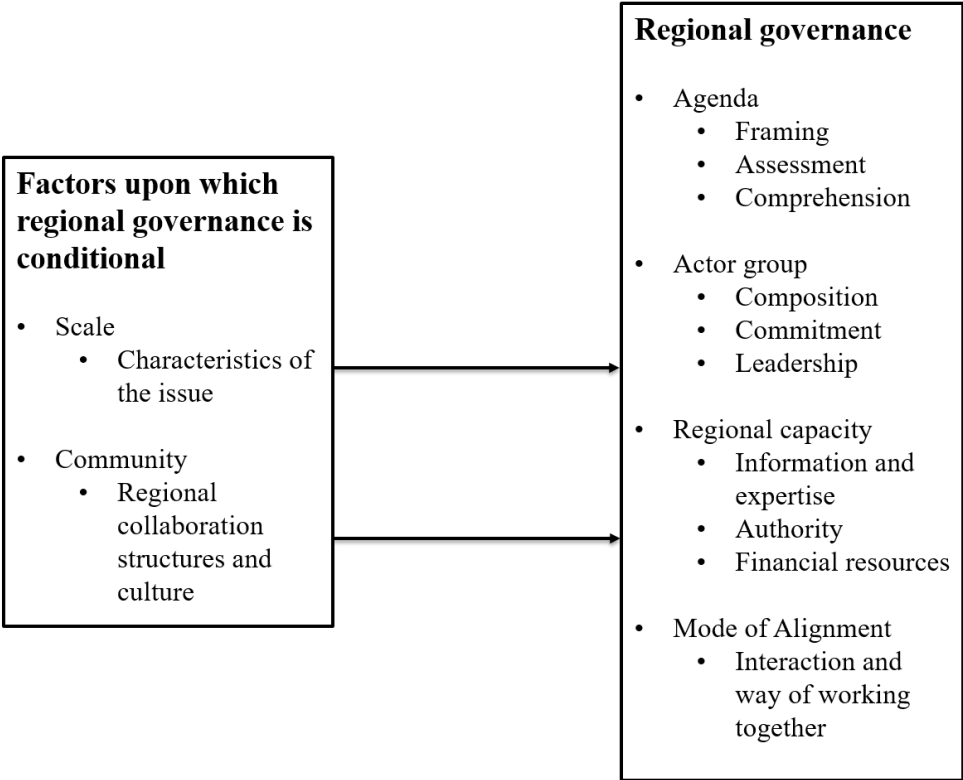 Factors upon which
regional governance is
conditional
• Scale
• Characteristics of
the issue
• Community
• Regional
collaboration
structures and
culture
Regional governance
• Agenda
• Framing
• Assessment
• Comprehension
• Actor group
• Composition
• Commitment
• Leadership
• Regional capacity
• Information and
expertise
• Authority
• Financial resources
• Mode of Alignment
• Interaction and
way of working
together